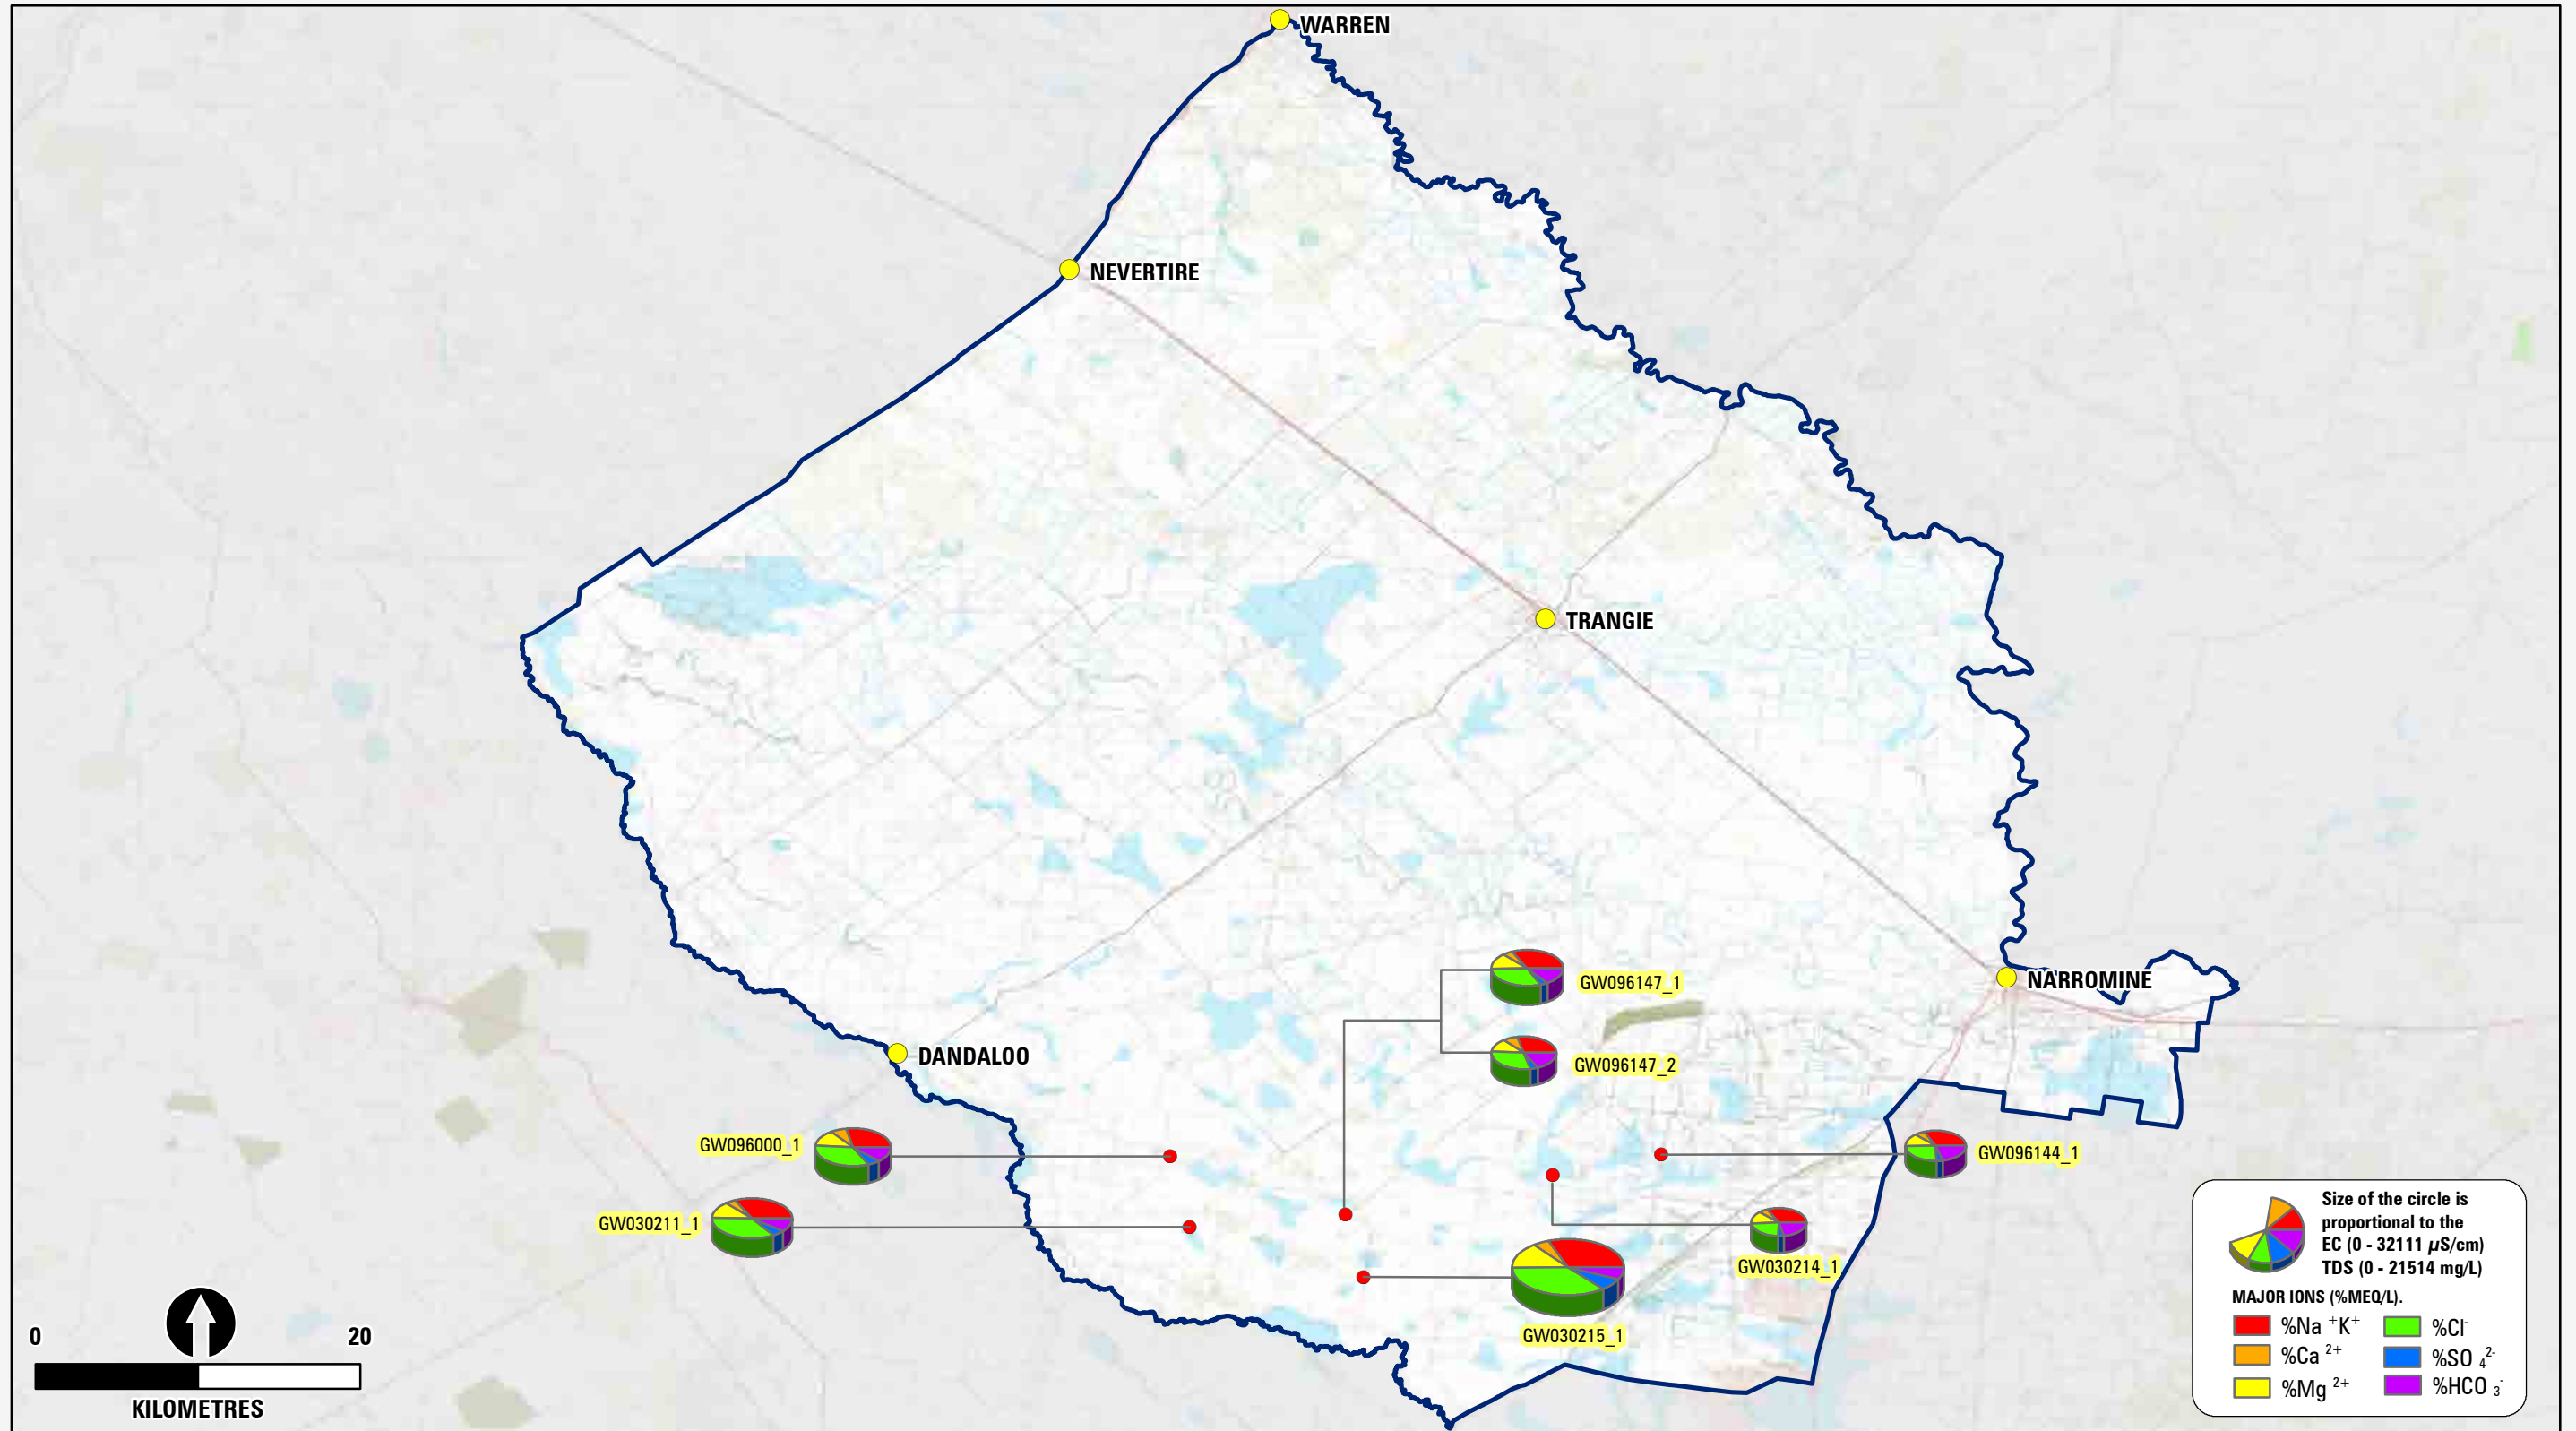 WARREN
NEVERTIRE
TRANGIE
NARROMINE
DANDALOO
GW096147_1
GW096147_2
GW096000_1
GW096144_1
GW030211_1
GW030214_1
GW030215_1
0 20
KILOMETRES
Size of the circle is
proportional to the
EC (0 - 32111 µS/cm)
TDS (0 - 21514 mg/L)
MAJOR IONS (%MEQ/L).
%Na ⁺K⁺ %Cl⁻
%Ca ²⁺ %SO ₄²⁻
%Mg ²⁺ %HCO ₃⁻